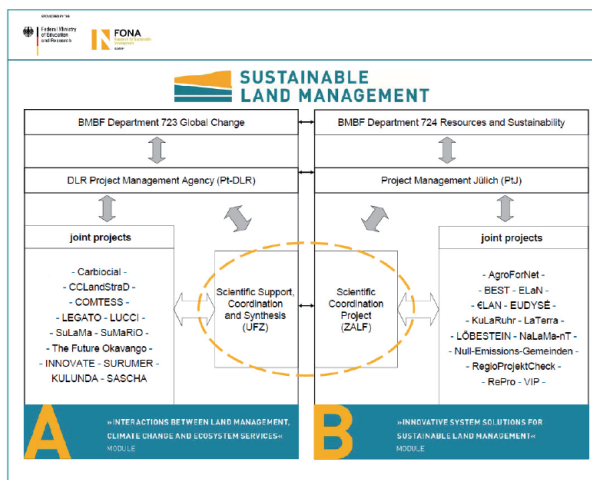 Federal Ministry
of Education
and Research
FONA
SUSTAINABLE
LAND MANAGEMENT
BMBF Department 723 Global Change
BMBF Department 724 Resources and Sustainability
DLR Project Management Agency (Pt-DLR)
Project Management Jülich (PtJ)
joint projects
- Carbiocial -
- CCLandStraD -
- COMTESS -
- LEGATO - LUCCI -
- SuLaMa - SuMaRiO -
- The Future Okavango -
- INNOVATE - SURUMER -
KULUNDA - SASCHA
Scientific Support,
Coordination
and Synthesis
(UFZ)
Scientific
Coordination
Project
(ZALF)
joint projects
- AgroForNet -
- BEST - ELaN -
- €LAN - EUDYSÉ -
- KuLaRuhr - LaTerra -
- LÖBESTEIN - NaLaMa-nT -
- Null-Emissions-Gemeinden -
- RegioProjektCheck -
- RePro - VIP -
A
»INTERACTIONS BETWEEN LAND MANAGEMENT,
CLIMATE CHANGE AND ECOSYSTEM SERVICES«
MODULE
B
»INNOVATIVE SYSTEM SOLUTIONS FOR
SUSTAINABLE LAND MANAGEMENT«
MODULE